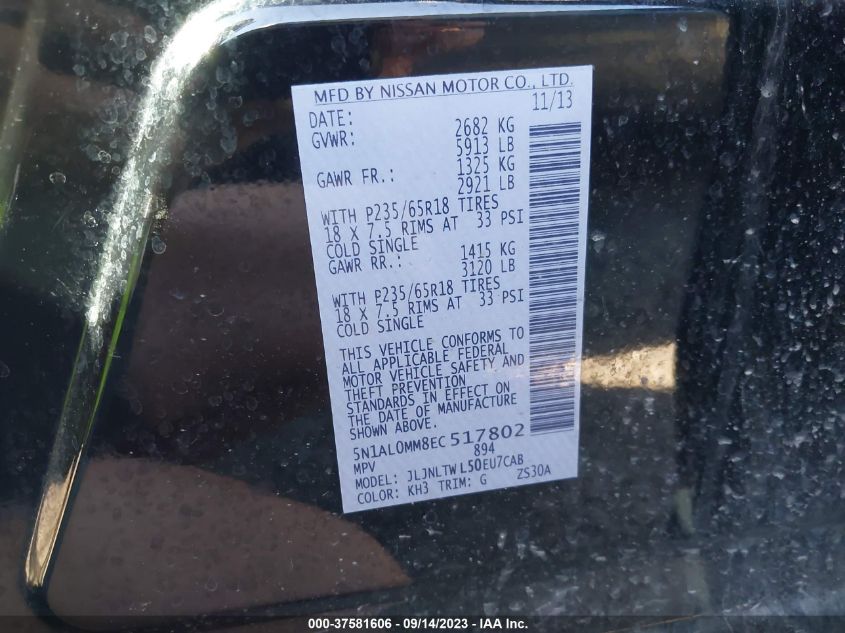 MFD BY NISSAN MOTOR CO., LTD.
DATE: 11/13
GVWR: 2682 KG
5913 LB
GAWR FR.: 1325 KG
2921 LB
WITH P235/65R18 TIRES
18 X 7.5 RIMS AT 33 PSI
COLD SINGLE
GAWR RR.: 1415 KG
3120 LB
WITH P235/65R18 TIRES
18 X 7.5 RIMS AT 33 PSI
COLD SINGLE
THIS VEHICLE CONFORMS TO
ALL APPLICABLE FEDERAL
MOTOR VEHICLE SAFETY AND
THEFT PREVENTION
STANDARDS IN EFFECT ON
THE DATE OF MANUFACTURE
SHOWN ABOVE.
5N1AL0MM8EC517802
MPV 894
MODEL: JLJNLTWL50EU7CAB
COLOR: KH3 TRIM: G ZS30A
000-37581606 - 09/14/2023 - IAA Inc.